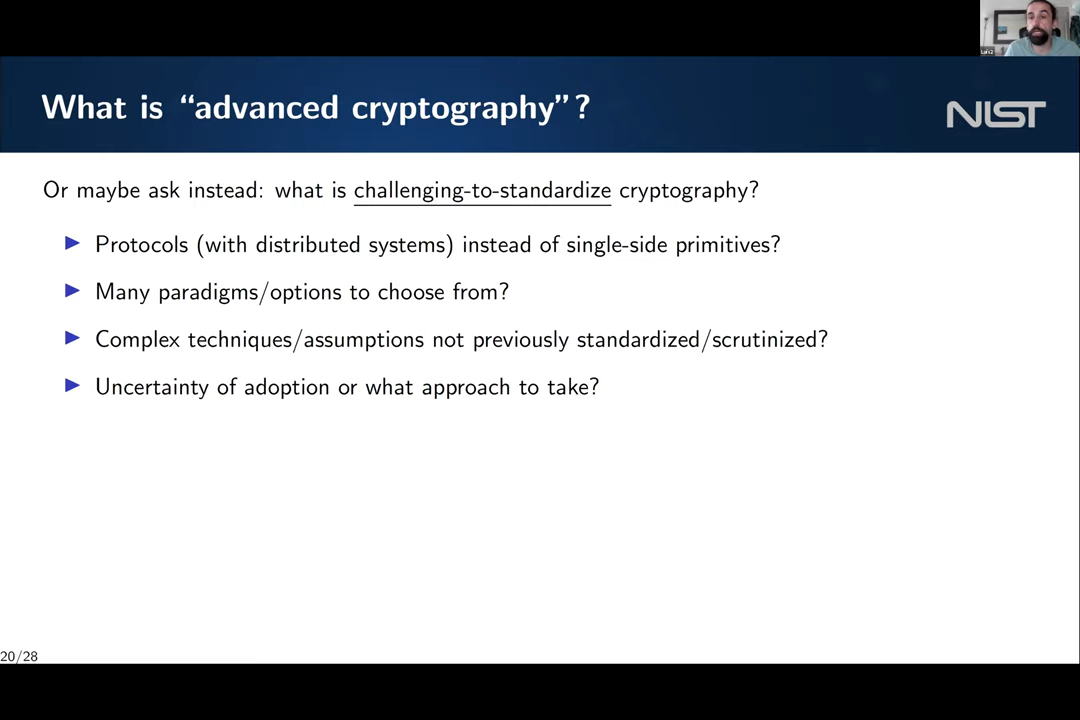 What is “advanced cryptography”?
NIST
Or maybe ask instead: what is challenging-to-standardize cryptography?
Protocols (with distributed systems) instead of single-side primitives?
Many paradigms/options to choose from?
Complex techniques/assumptions not previously standardized/scrutinized?
Uncertainty of adoption or what approach to take?
20/28